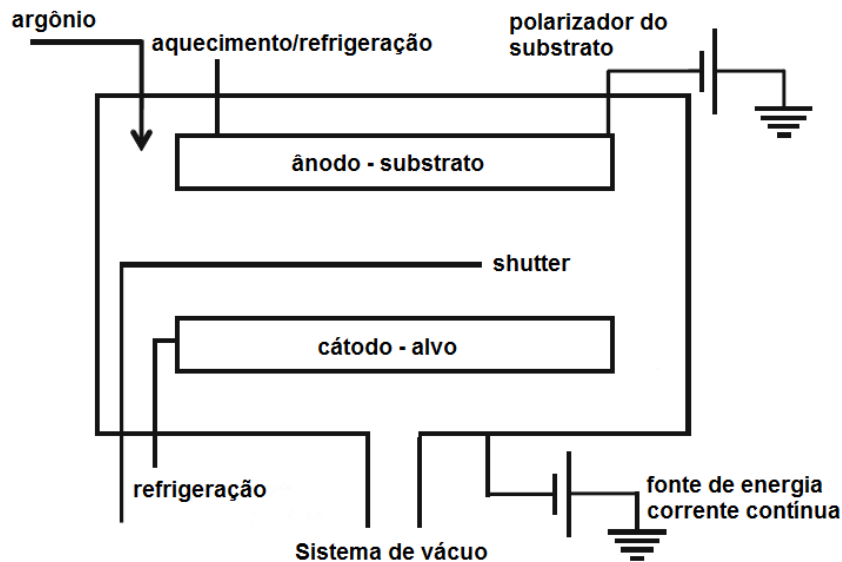 argônio
aquecimento/refrigeração
polarizador do
substrato
ânodo - substrato
shutter
cátodo - alvo
refrigeração
fonte de energia
corrente contínua
Sistema de vácuo